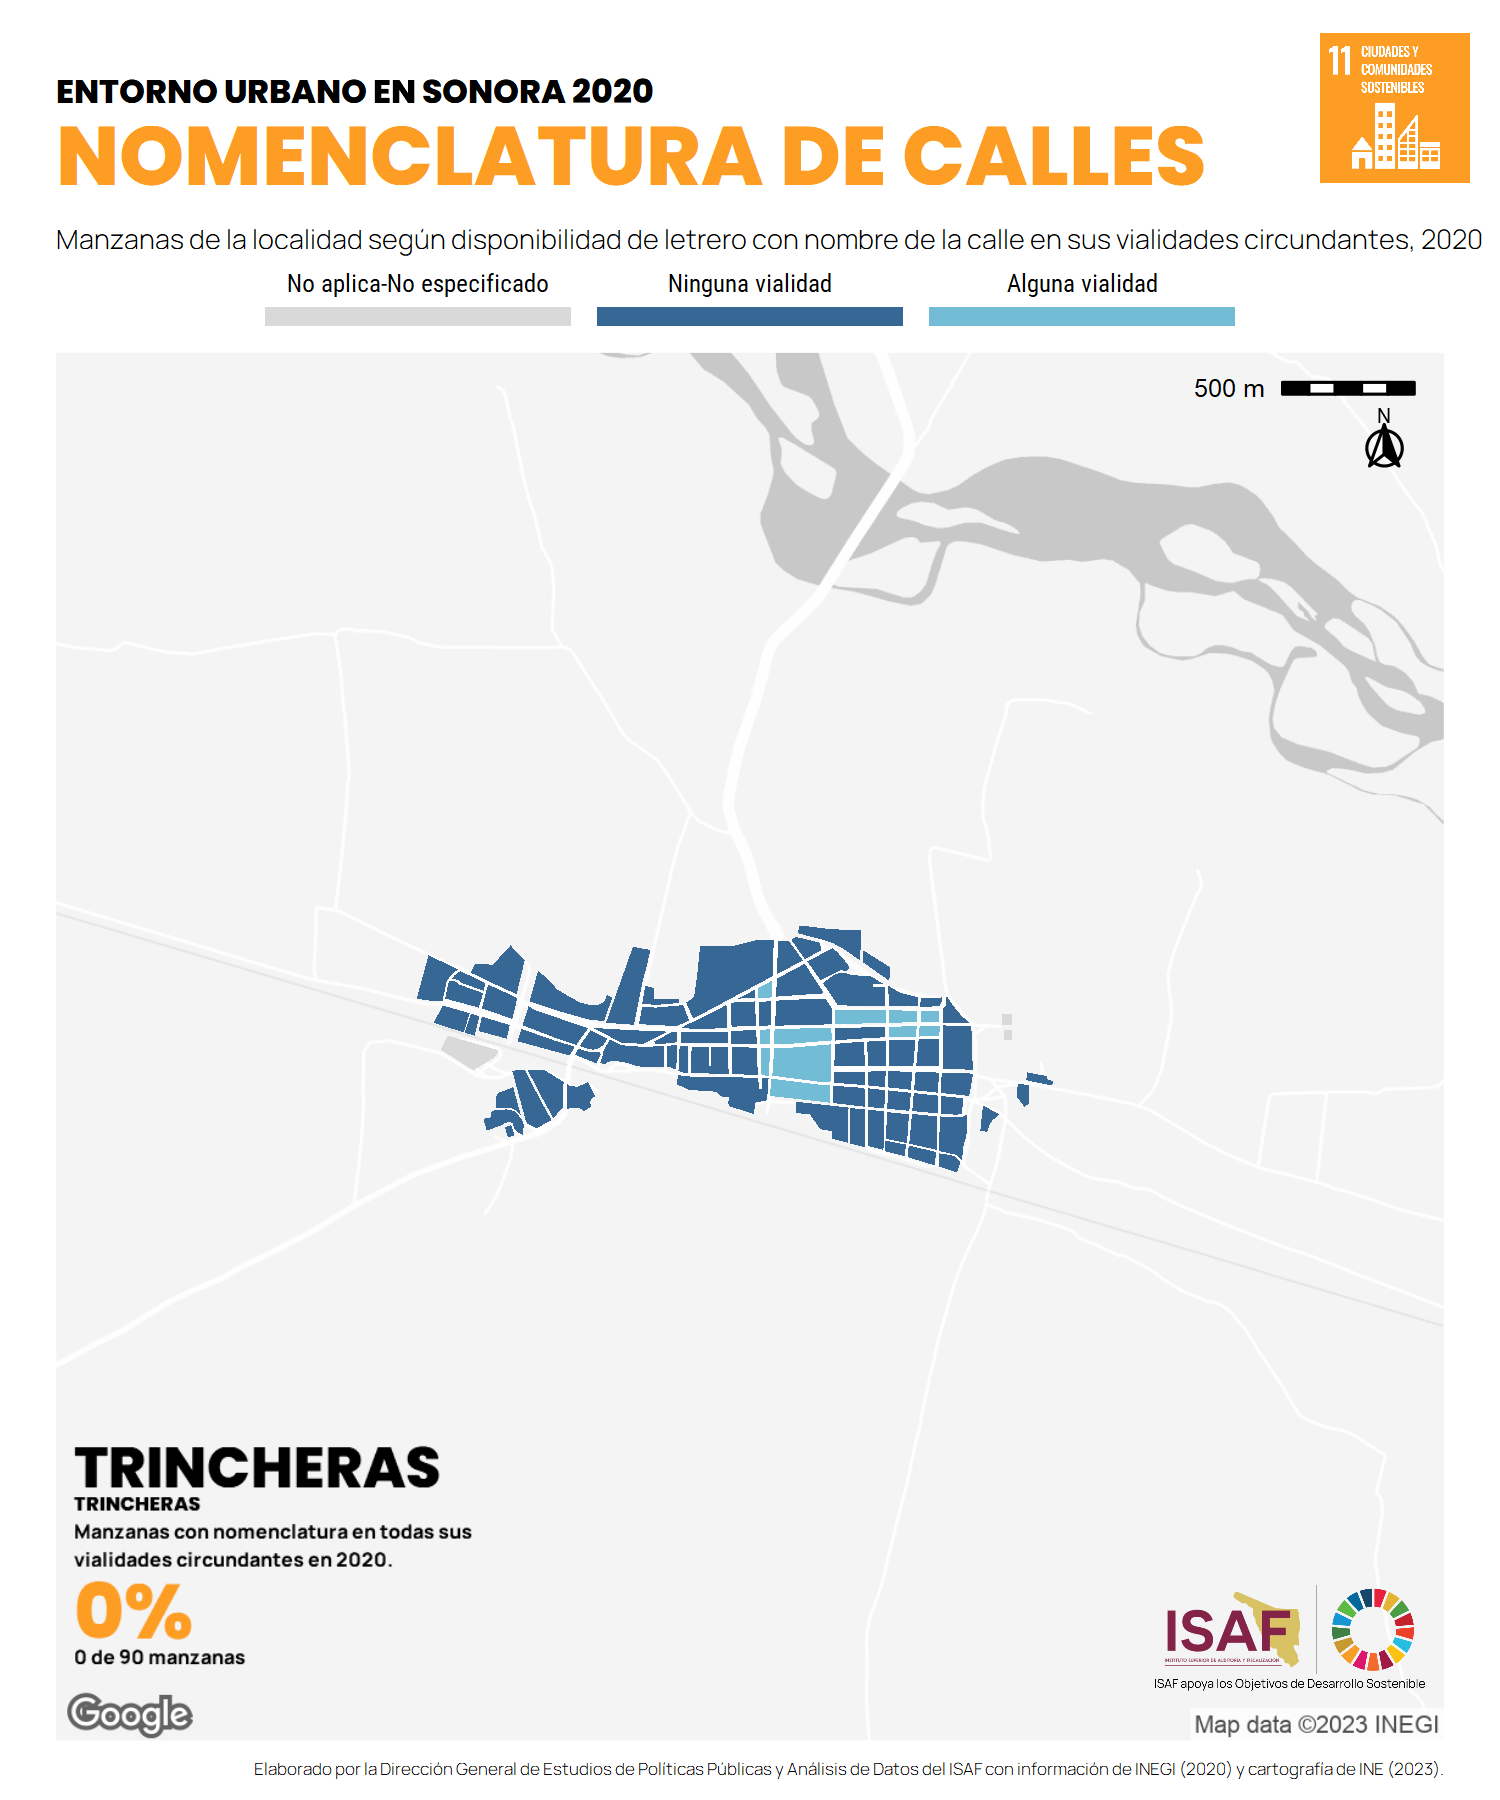 ENTORNO URBANO EN SONORA 2020
NOMENCLATURA DE CALLES
11 CIUDADES Y
COMUNIDADES
SOSTENIBLES
Manzanas de la localidad según disponibilidad de letrero con nombre de la calle en sus vialidades circundantes, 2020
No aplica-No especificado
Ninguna vialidad
Alguna vialidad
500 m
N
TRINCHERAS
TRINCHERAS
Manzanas con nomenclatura en todas sus
vialidades circundantes en 2020.
0%
0 de 90 manzanas
ISAF
INSTITUTO SUPERIOR DE AUDITORÍA Y FISCALIZACIÓN
ISAF apoya los Objetivos de Desarrollo Sostenible
Google
Map data ©2023 INEGI
Elaborado por la Dirección General de Estudios de Políticas Públicas y Análisis de Datos del ISAF con información de INEGI (2020) y cartografía de INE (2023).